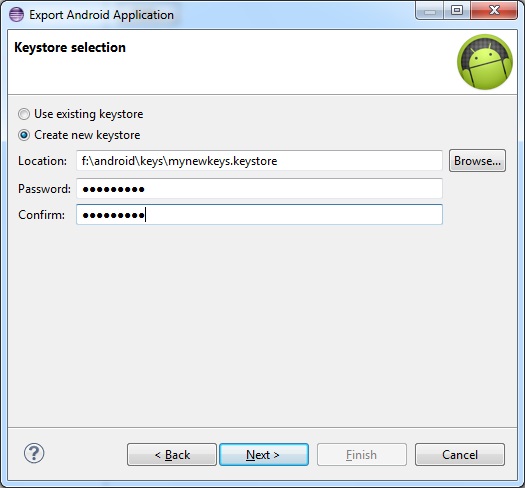 Export Android Application
Keystore selection
Use existing keystore
Create new keystore
Location: f:\android\keys\mynewkeys.keystore Browse...
Password: ●●●●●●●●●
Confirm: ●●●●●●●●●
? < Back Next > Finish Cancel